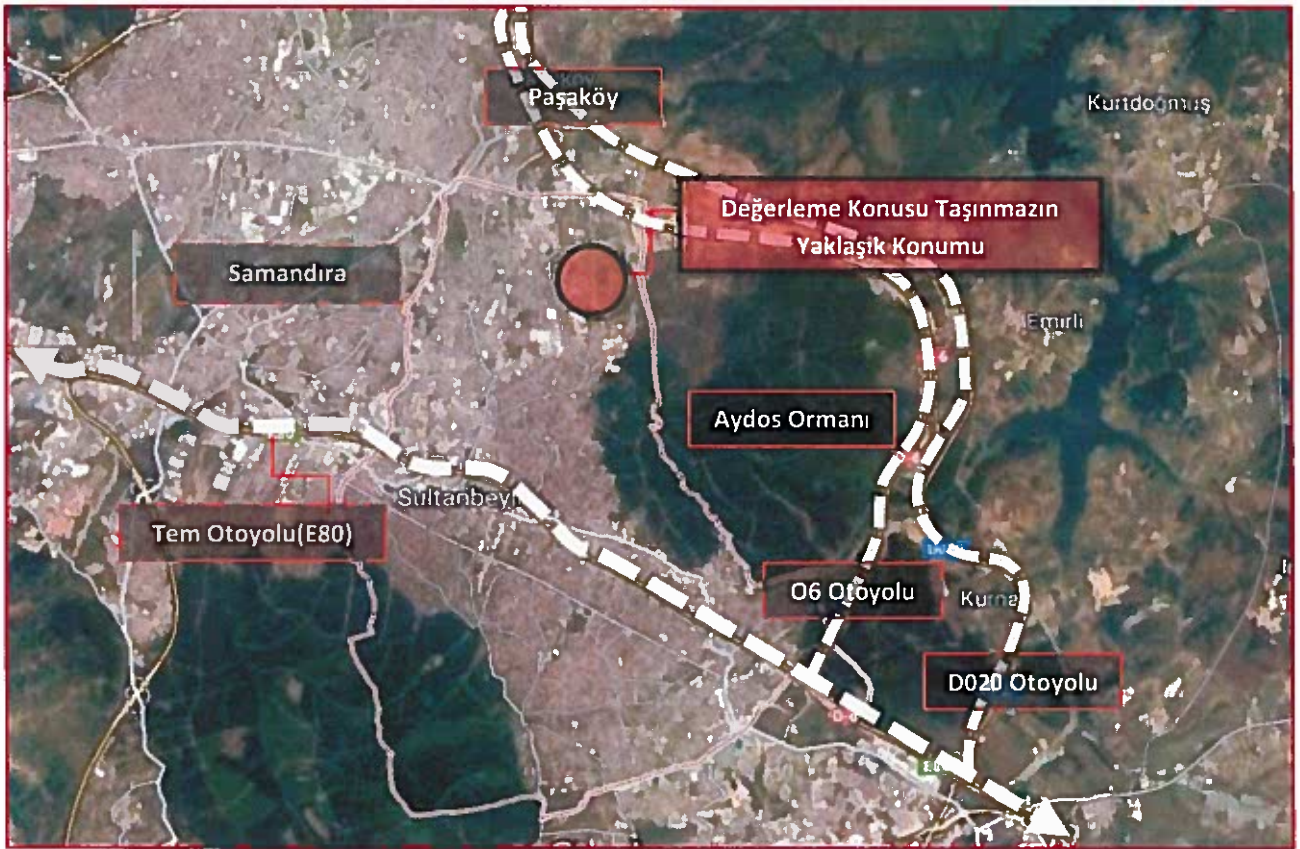 Paşaköy
Kurtdoğmuş
Değerleme Konusu Taşınmazın
Yaklaşık Konumu
Samandıra
Emirli
Aydos Ormanı
Sultanbeyli
Tem Otoyolu(E80)
O6 Otoyolu
Kurna
D020 Otoyolu